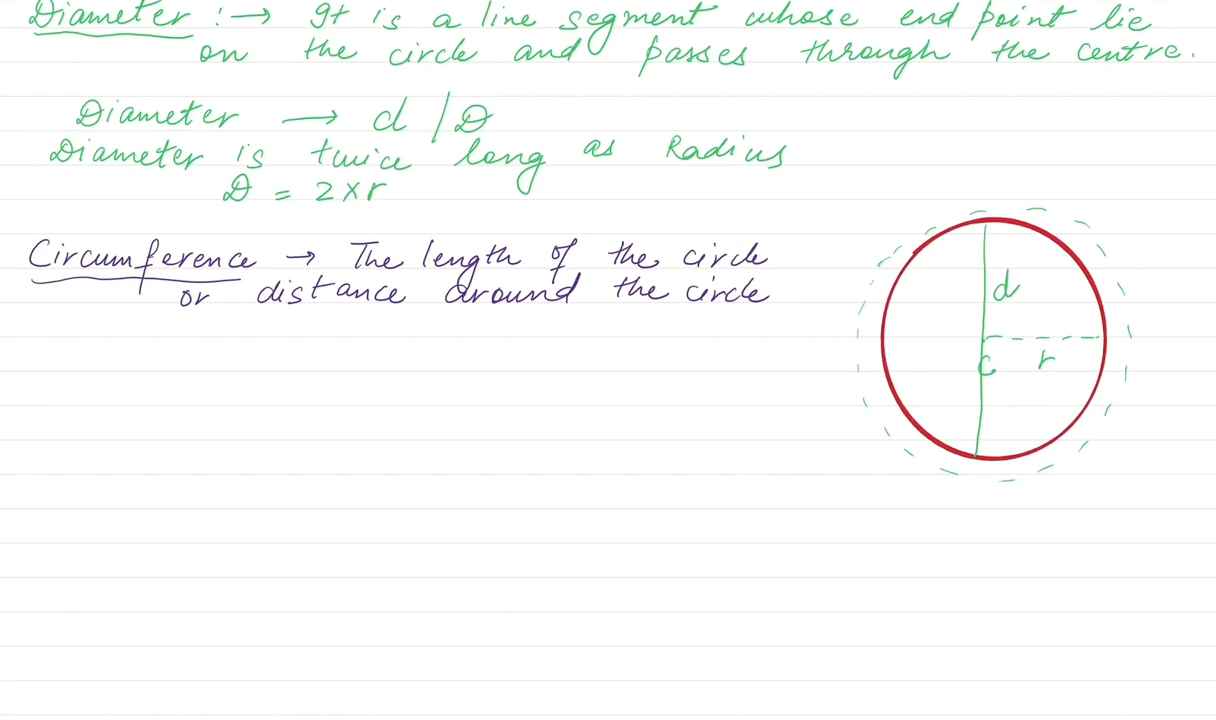 Diameter :→ It is a line segment whose end point lie
on the circle and passes through the centre.
Diameter → d / D
Diameter is twice long as Radius
D = 2 × r
Circumference → The length of the circle
or distance around the circle
d
C r